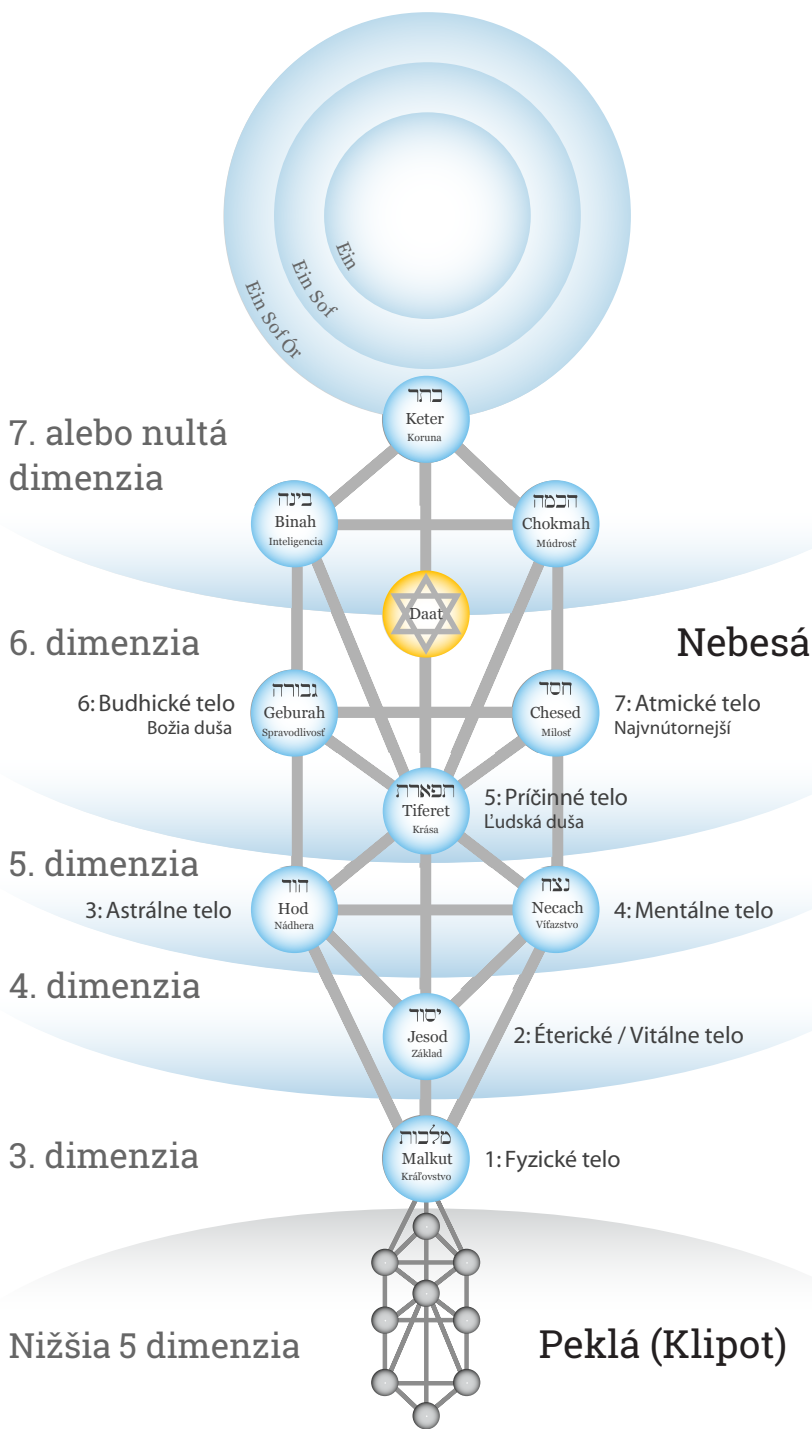 Ein
Ein Sof
Ein Sof Ór
כתר
Keter
Koruna
7. alebo nultá
dimenzia
בינה
Binah
Inteligencia
הכמה
Chokmah
Múdrosť
Daat
6. dimenzia
Nebesá
6: Budhické telo
Božia duša
גבורה
Geburah
Spravodlivosť
חסד
Chesed
Milosť
7: Atmické telo
Najvnútornejší
תפארת
Tiferet
Krása
5: Príčinné telo
Ľudská duša
5. dimenzia
3: Astrálne telo
הוד
Hod
Nádhera
נצח
Necach
Víťazstvo
4: Mentálne telo
4. dimenzia
יסוד
Jesod
Základ
2: Éterické / Vitálne telo
3. dimenzia
מלכות
Malkut
Kráľovstvo
1: Fyzické telo
Nižšia 5 dimenzia
Peklá (Klipot)